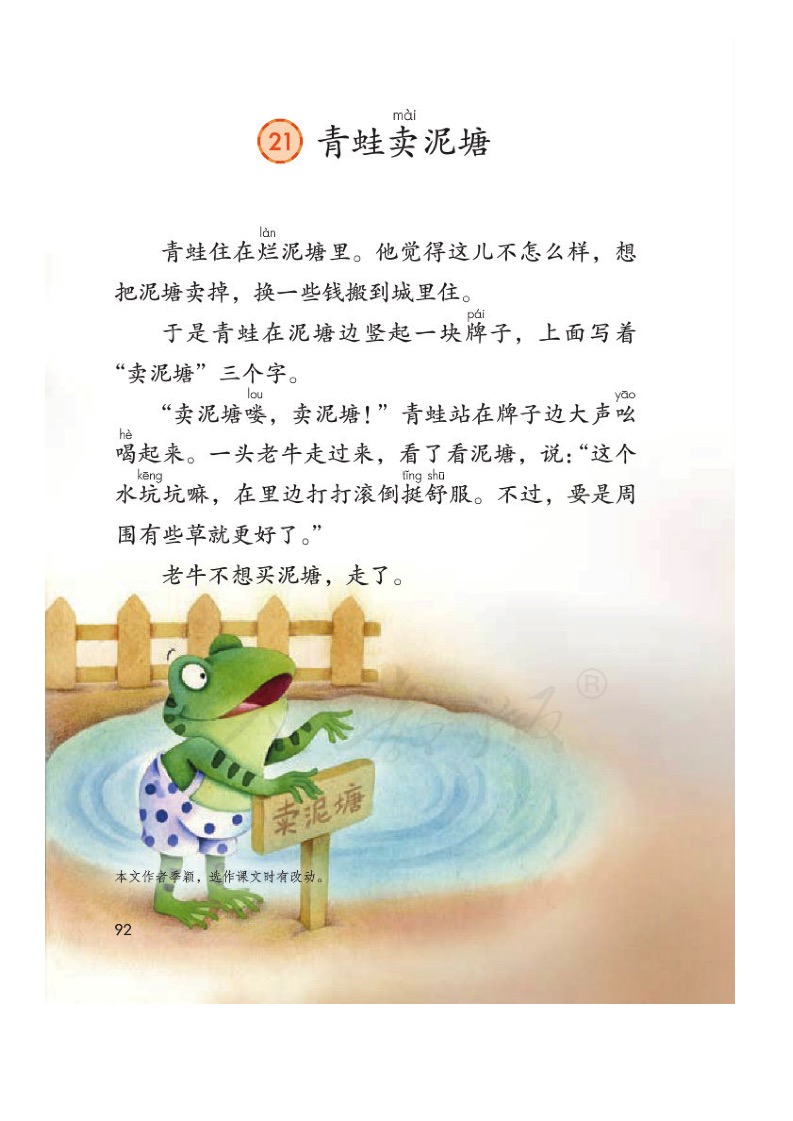 mài
21 青蛙卖泥塘
làn
青蛙住在烂泥塘里。他觉得这儿不怎么样，想
把泥塘卖掉，换一些钱搬到城里住。
pái
于是青蛙在泥塘边竖起一块牌子，上面写着
“卖泥塘”三个字。
lou yāo
“卖泥塘喽，卖泥塘！”青蛙站在牌子边大声吆
hè
喝起来。一头老牛走过来，看了看泥塘，说：“这个
kēng tǐng shū
水坑坑嘛，在里边打打滚倒挺舒服。不过，要是周
围有些草就更好了。”
老牛不想买泥塘，走了。
®
卖泥塘
本文作者季颖，选作课文时有改动。
92